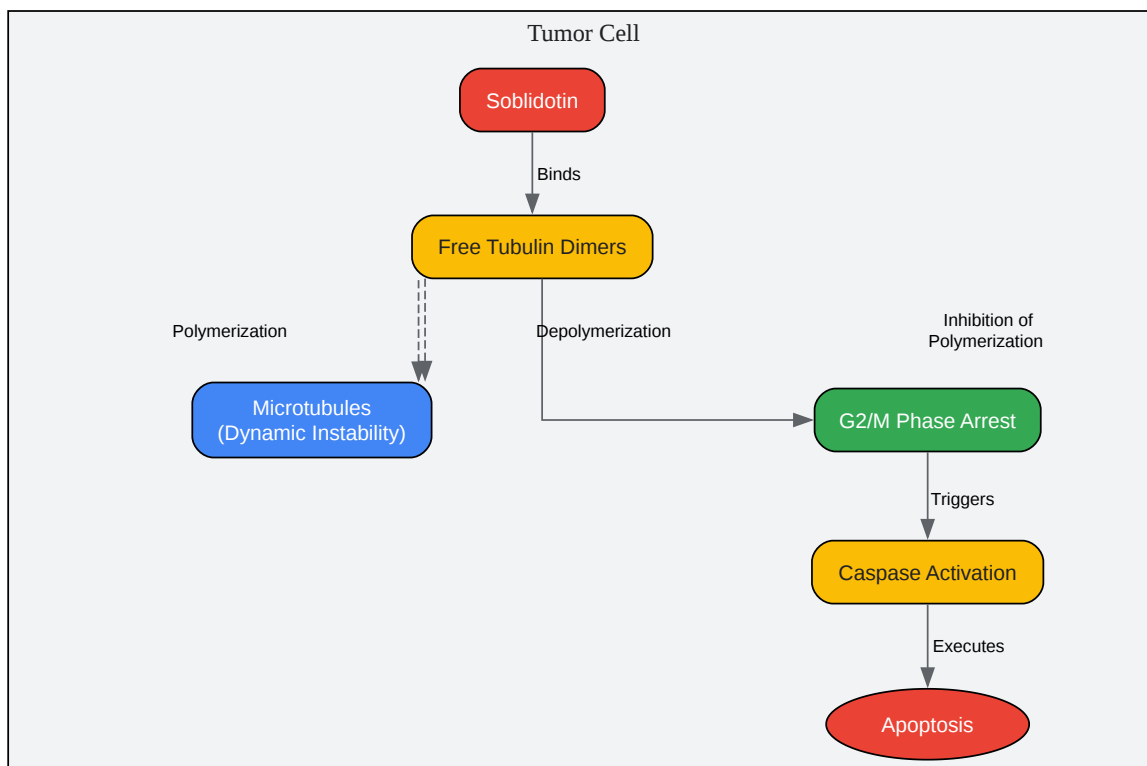 Tumor Cell
Soblidotin
Binds
Free Tubulin Dimers
Polymerization
Depolymerization
Inhibition of
Polymerization
Microtubules
(Dynamic Instability)
G2/M Phase Arrest
Triggers
Caspase Activation
Executes
Apoptosis